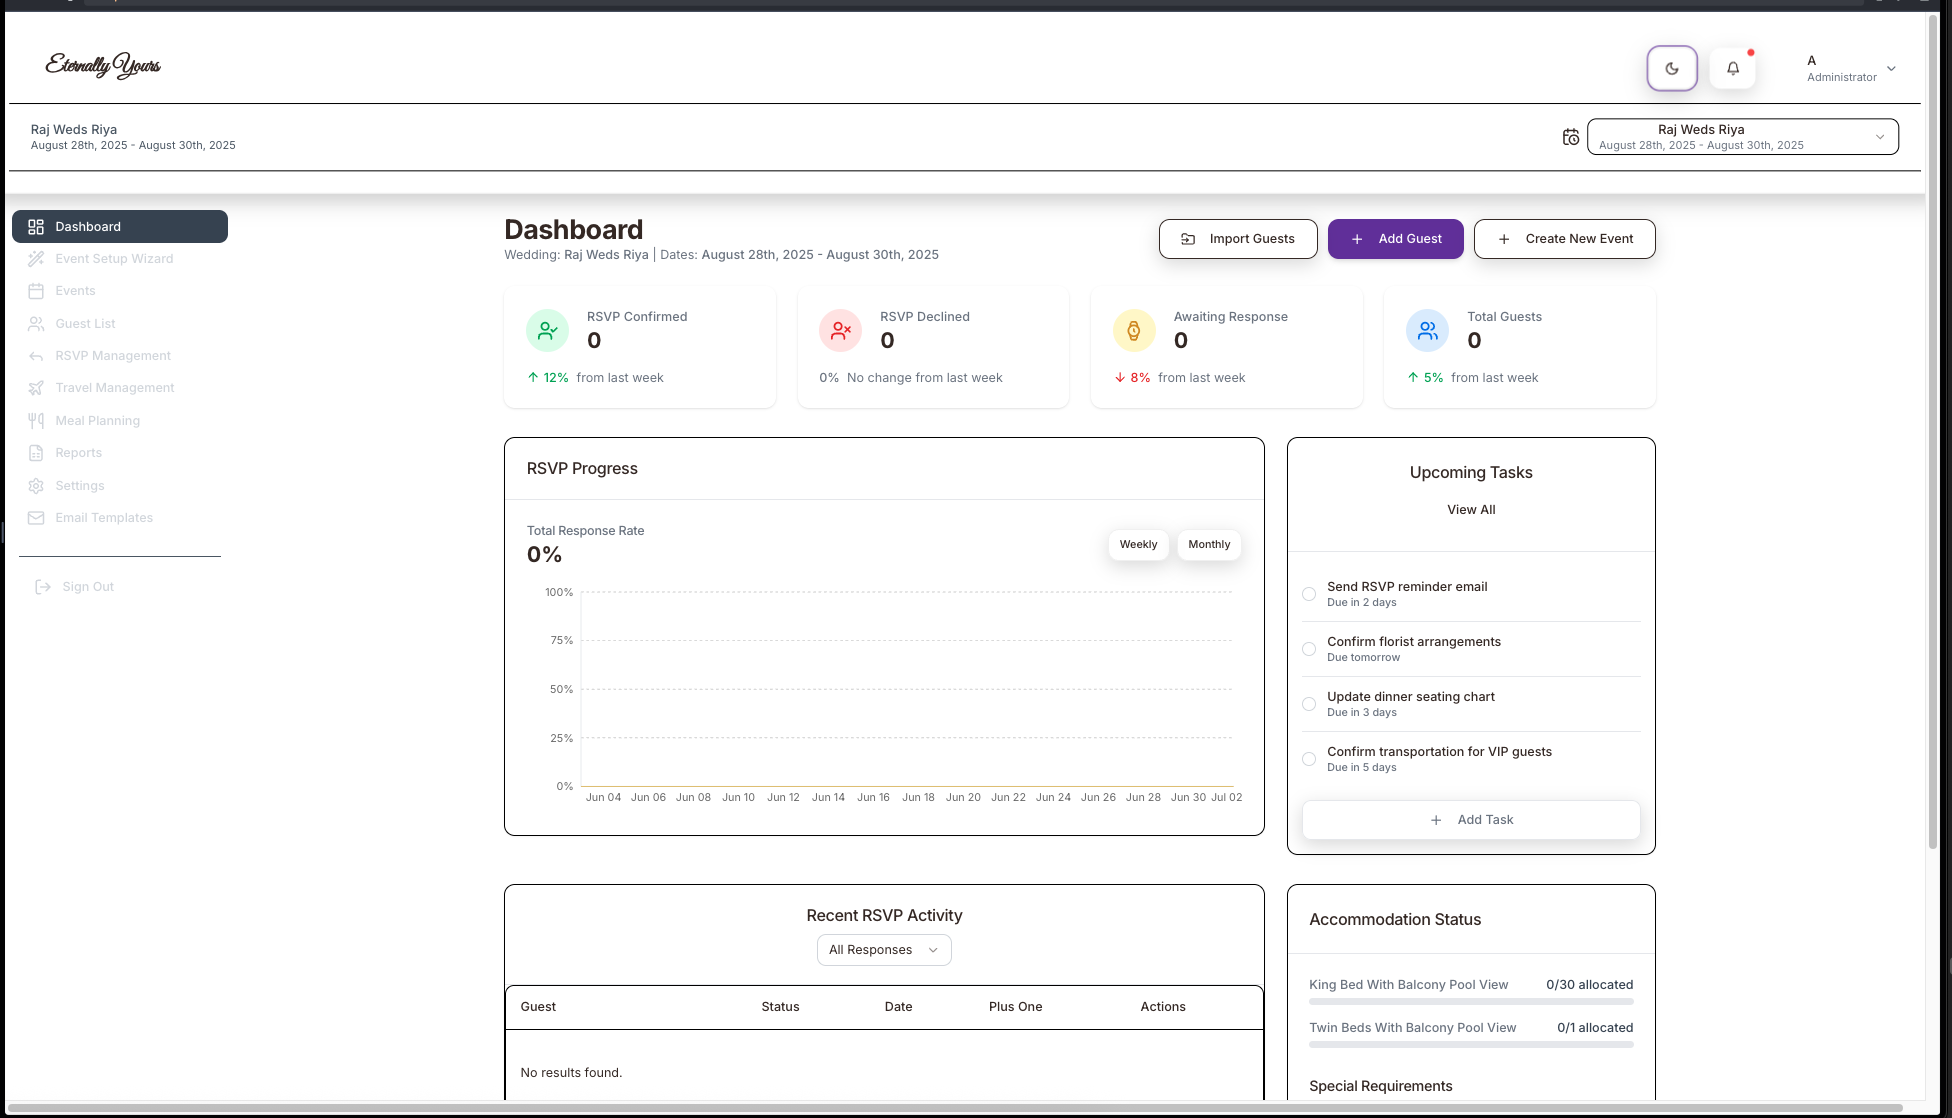 Eternally Yours
A
Administrator
Raj Weds Riya
August 28th, 2025 - August 30th, 2025
Raj Weds Riya
August 28th, 2025 - August 30th, 2025
Dashboard
Event Setup Wizard
Events
Guest List
RSVP Management
Travel Management
Meal Planning
Reports
Settings
Email Templates
Sign Out
Dashboard
Wedding: Raj Weds Riya | Dates: August 28th, 2025 - August 30th, 2025
Import Guests
Add Guest
Create New Event
RSVP Confirmed
0
12% from last week
RSVP Declined
0
0% No change from last week
Awaiting Response
0
8% from last week
Total Guests
0
5% from last week
RSVP Progress
Total Response Rate
0%
Weekly
Monthly
100%
75%
50%
25%
0%
Jun 04 Jun 06 Jun 08 Jun 10 Jun 12 Jun 14 Jun 16 Jun 18 Jun 20 Jun 22 Jun 24 Jun 26 Jun 28 Jun 30 Jul 02
Upcoming Tasks
View All
Send RSVP reminder email
Due in 2 days
Confirm florist arrangements
Due tomorrow
Update dinner seating chart
Due in 3 days
Confirm transportation for VIP guests
Due in 5 days
Add Task
Recent RSVP Activity
All Responses
Guest Status Date Plus One Actions
No results found.
Accommodation Status
King Bed With Balcony Pool View 0/30 allocated
Twin Beds With Balcony Pool View 0/1 allocated
Special Requirements